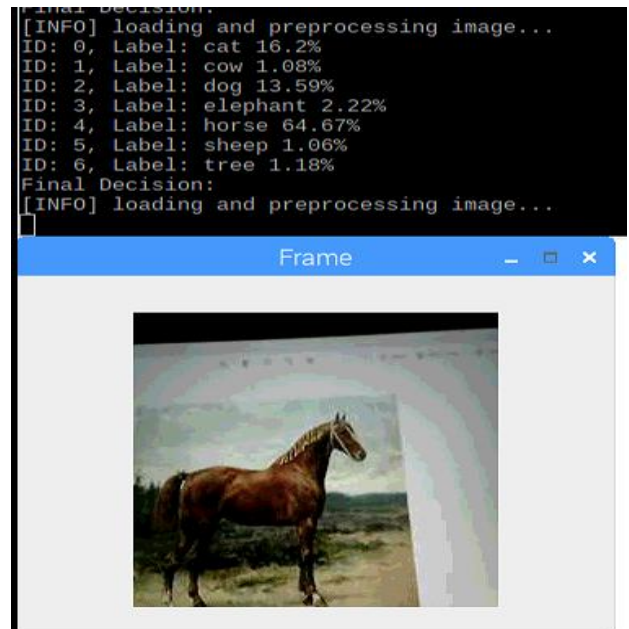 Final Decision:
[INFO] loading and preprocessing image...
ID: 0, Label: cat 16.2%
ID: 1, Label: cow 1.08%
ID: 2, Label: dog 13.59%
ID: 3, Label: elephant 2.22%
ID: 4, Label: horse 64.67%
ID: 5, Label: sheep 1.06%
ID: 6, Label: tree 1.18%
Final Decision:
[INFO] loading and preprocessing image...
Frame